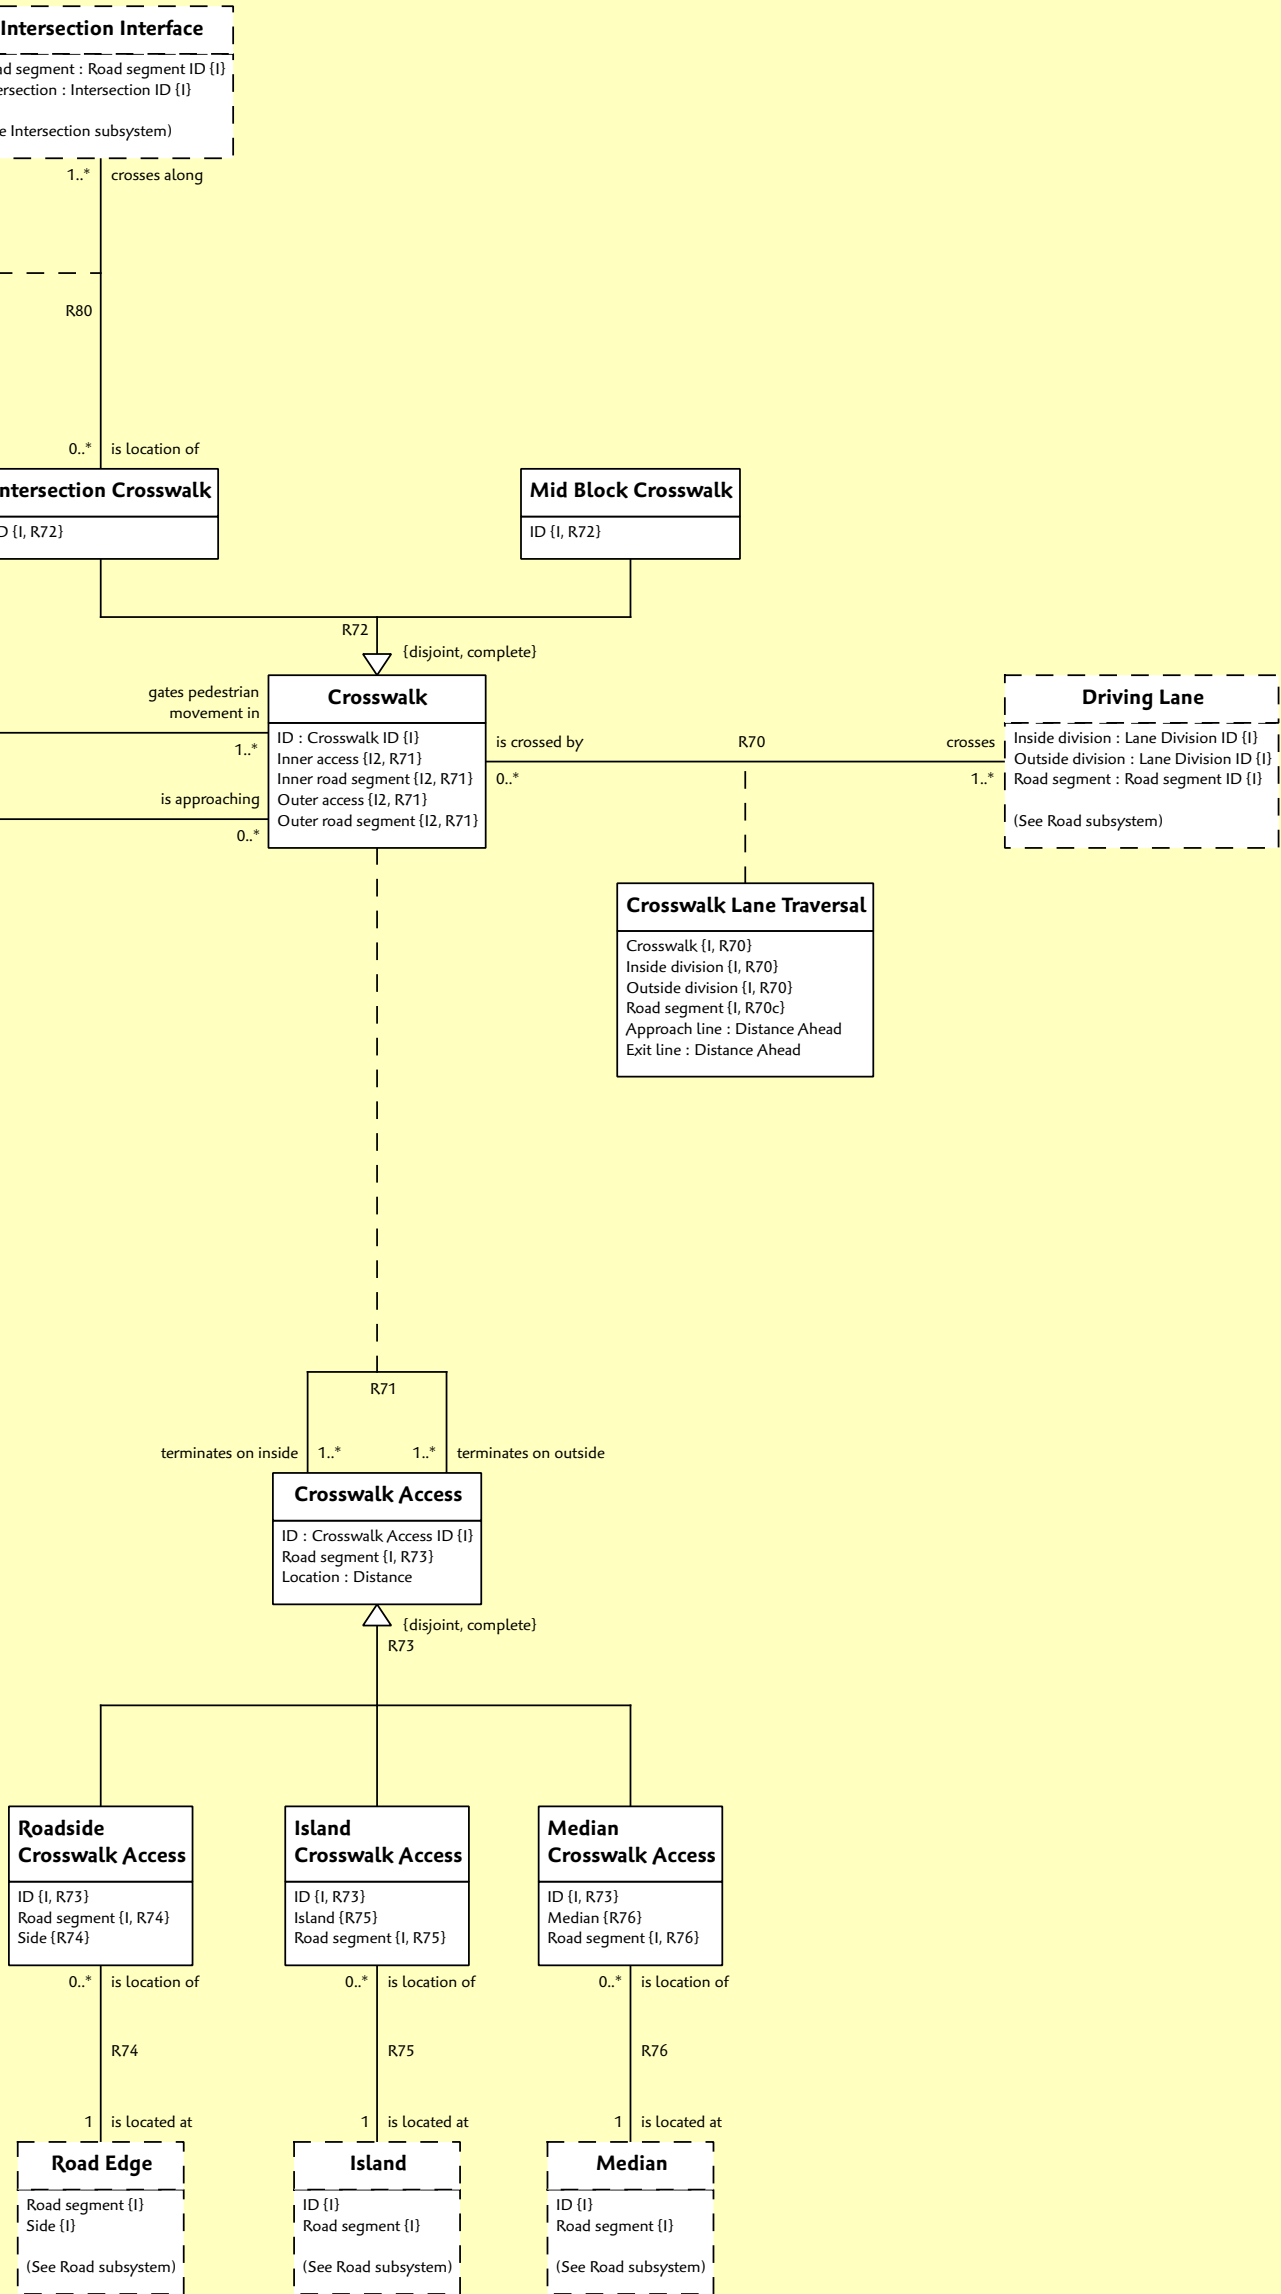 Intersection Interface
ad segment : Road segment ID {I}
ersection : Intersection ID {I}
e Intersection subsystem)
1..* crosses along
R80
0..* is location of
ntersection Crosswalk
D {I, R72}
Mid Block Crosswalk
ID {I, R72}
R72
{disjoint, complete}
gates pedestrian
movement in
1..*
is approaching
0..*
Crosswalk
ID : Crosswalk ID {I}
Inner access {I2, R71}
Inner road segment {I2, R71}
Outer access {I2, R71}
Outer road segment {I2, R71}
is crossed by R70 crosses
0..* 1..*
Driving Lane
Inside division : Lane Division ID {I}
Outside division : Lane Division ID {I}
Road segment : Road segment ID {I}
(See Road subsystem)
Crosswalk Lane Traversal
Crosswalk {I, R70}
Inside division {I, R70}
Outside division {I, R70}
Road segment {I, R70c}
Approach line : Distance Ahead
Exit line : Distance Ahead
R71
terminates on inside 1..* 1..* terminates on outside
Crosswalk Access
ID : Crosswalk Access ID {I}
Road segment {I, R73}
Location : Distance
{disjoint, complete}
R73
Roadside
Crosswalk Access
ID {I, R73}
Road segment {I, R74}
Side {R74}
Island
Crosswalk Access
ID {I, R73}
Island {R75}
Road segment {I, R75}
Median
Crosswalk Access
ID {I, R73}
Median {R76}
Road segment {I, R76}
0..* is location of 0..* is location of 0..* is location of
R74 R75 R76
1 is located at 1 is located at 1 is located at
Road Edge
Road segment {I}
Side {I}
(See Road subsystem)
Island
ID {I}
Road segment {I}
(See Road subsystem)
Median
ID {I}
Road segment {I}
(See Road subsystem)